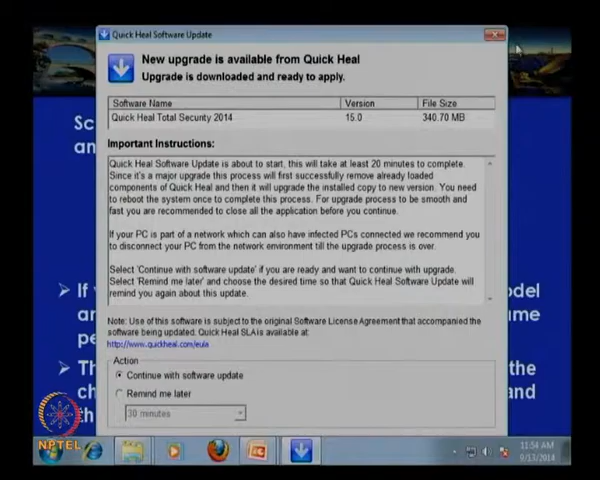 Quick Heal Software Update
New upgrade is available from Quick Heal
Upgrade is downloaded and ready to apply.
Software Name Version File Size
Quick Heal Total Security 2014 15.0 340.70 MB
Important Instructions:
Quick Heal Software Update is about to start, this will take at least 20 minutes to complete.
Since it's a major upgrade this process will first successfully remove already loaded
components of Quick Heal and then it will upgrade the installed copy to new version. You need
to reboot the system once to complete this process. For upgrade process to be smooth and
fast you are recommended to close all the application before you continue.
If your PC is part of a network which can also have infected PCs connected we recommend you
to disconnect your PC from the network environment till the upgrade process is over.
Select 'Continue with software update' if you are ready and want to continue with upgrade.
Select 'Remind me later' and choose the desired time so that Quick Heal Software Update will
remind you again about this update.
Note: Use of this software is subject to the original Software License Agreement that accompanied the
software being updated. Quick Heal SLA is available at
http://www.quickheal.com/eula
Action
Continue with software update
Remind me later
30 minutes
Sc
an
If
an
pe
Th
ch
th
odel
me
the
and
NPTEL
11:54 AM
9/13/2014